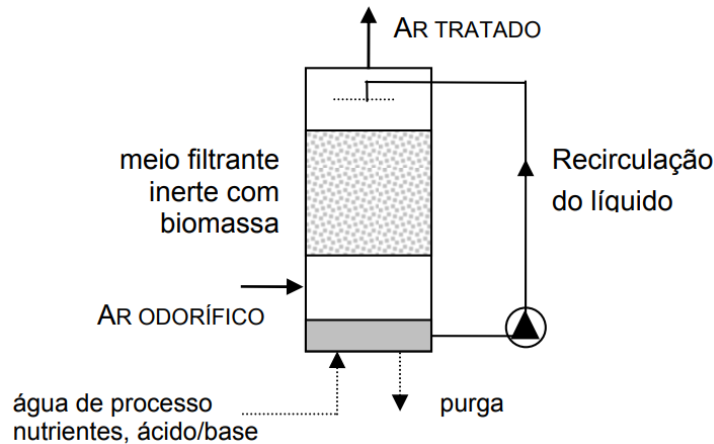 AR TRATADO
meio filtrante
inerte com
biomassa
Recirculação
do líquido
AR ODORÍFICO
água de processo
nutrientes, ácido/base
purga